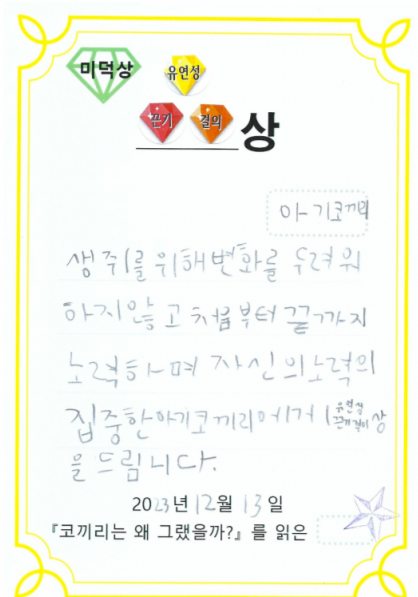 미덕상
유연성
끈기 결의 상
아기코끼리
생쥐를위해변화를 두려워
하지않고 처음부터 끝까지
노력하며 자신의노력의
집중한아기코끼리에게 유연성
끈기결의 상
을드립니다.
2023년 12월 13일
『코끼리는 왜 그랬을까?』를 읽은